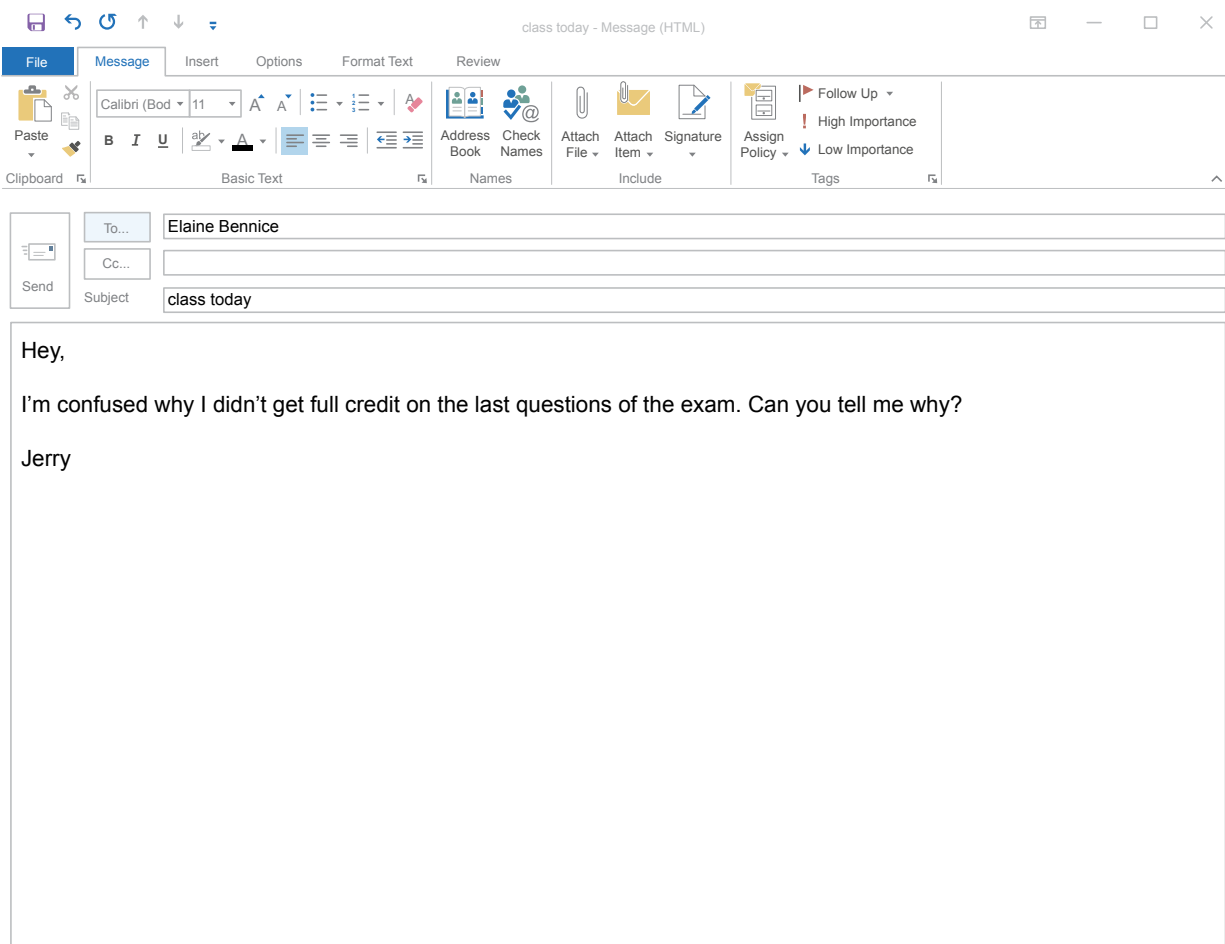 class today - Message (HTML)
File Message Insert Options Format Text Review
Paste
Calibri (Bod 11 A A A
B I U ab A
Address Book
Check Names
Attach File
Attach Item
Signature
Assign Policy
Follow Up
! High Importance
Low Importance
Clipboard Basic Text Names Include Tags
Send
To... Elaine Bennice
Cc...
Subject class today
Hey,
I’m confused why I didn’t get full credit on the last questions of the exam. Can you tell me why?
Jerry